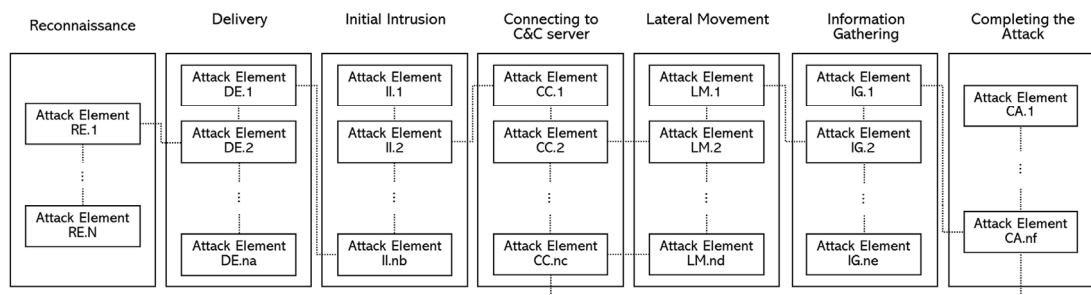 Reconnaissance
Delivery
Initial Intrusion
Connecting to
C&C server
Lateral Movement
Information
Gathering
Completing the
Attack
Attack Element
RE.1
⋮
Attack Element
RE.N
Attack Element
DE.1
Attack Element
DE.2
⋮
Attack Element
DE.na
Attack Element
II.1
Attack Element
II.2
⋮
Attack Element
II.nb
Attack Element
CC.1
Attack Element
CC.2
⋮
Attack Element
CC.nc
Attack Element
LM.1
Attack Element
LM.2
⋮
Attack Element
LM.nd
Attack Element
IG.1
Attack Element
IG.2
⋮
Attack Element
IG.ne
Attack Element
CA.1
⋮
Attack Element
CA.nf